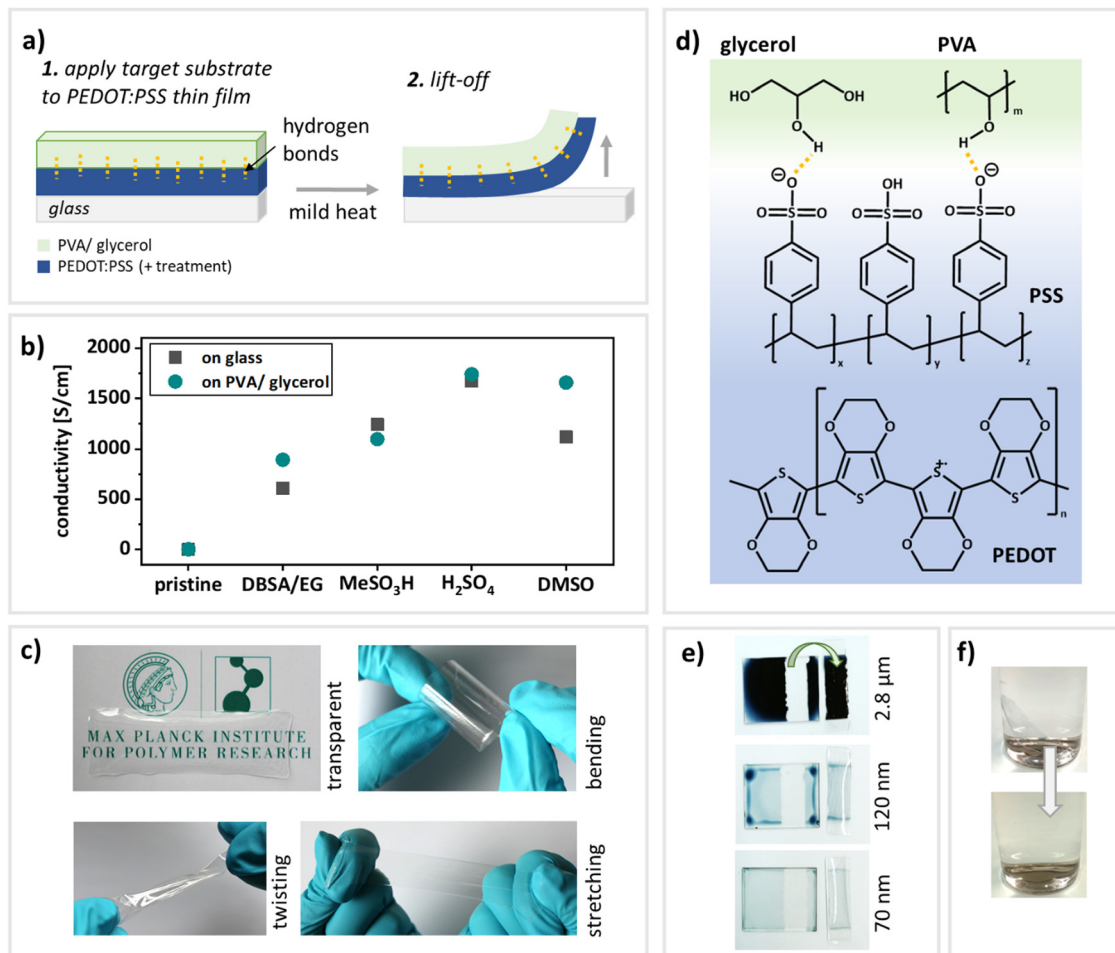 a)
1. apply target substrate
to PEDOT:PSS thin film
2. lift-off
hydrogen
bonds
glass
mild heat
PVA/ glycerol
PEDOT:PSS (+ treatment)
b)
conductivity [S/cm]
2000
1500
1000
500
0
on glass
on PVA/ glycerol
pristine
DBSA/EG
MeSO₃H
H₂SO₄
DMSO
c)
MAX PLANCK INSTITUTE
FOR POLYMER RESEARCH
transparent
bending
twisting
stretching
d)
glycerol
PVA
HO
OH
O
H
O
H
m
⊖
O
OH
O
⊖
O=S=O
O=S=O
O=S=O
PSS
x
y
z
O
O
O
O
S
S+•
S
S
O
O
O
O
n
PEDOT
e)
2.8 µm
120 nm
70 nm
f)